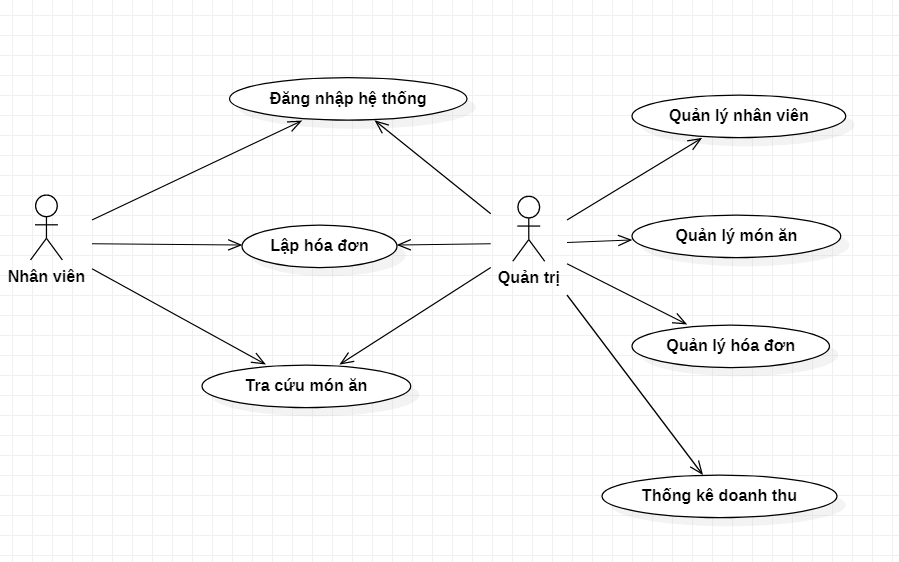 Đăng nhập hệ thống
Quản lý nhân viên
Lập hóa đơn
Quản lý món ăn
Nhân viên
Quản trị
Quản lý hóa đơn
Tra cứu món ăn
Thống kê doanh thu